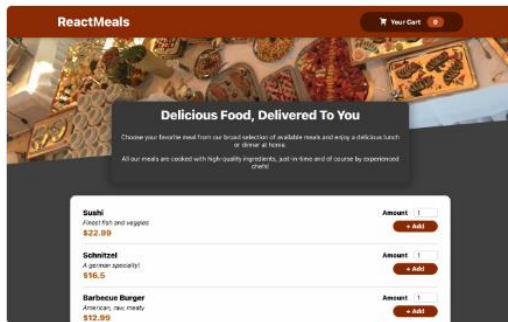 ReactMeals
Your Cart 0
Delicious Food, Delivered To You
Choose your favorite meal from our broad selection of available meals and enjoy a delicious lunch
or dinner at home.
All our meals are cooked with high-quality ingredients, just-in-time and of course by experienced
chefs!
Sushi
Amount 1
Finest fish and veggies
$22.99
+ Add
Schnitzel
Amount 1
A german specialty!
$16.5
+ Add
Barbecue Burger
Amount 1
American, raw, meaty
$12.99
+ Add